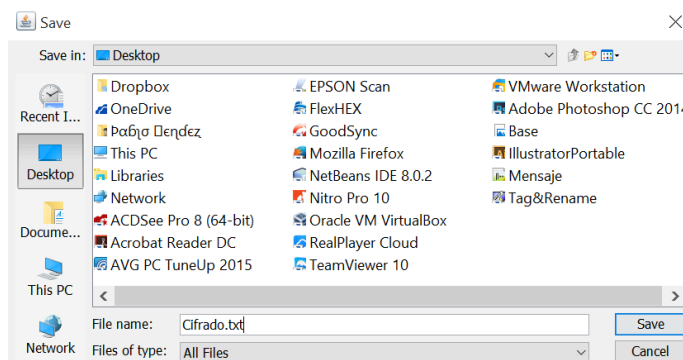 Save
Save in: Desktop
Recent I...
Desktop
Docume...
This PC
Network
Dropbox
OneDrive
This PC
Libraries
Network
ACDSee Pro 8 (64-bit)
Acrobat Reader DC
AVG PC TuneUp 2015
EPSON Scan
FlexHEX
GoodSync
Mozilla Firefox
NetBeans IDE 8.0.2
Nitro Pro 10
Oracle VM VirtualBox
RealPlayer Cloud
TeamViewer 10
VMware Workstation
Adobe Photoshop CC 2014
Base
IllustratorPortable
Mensaje
Tag&Rename
File name: Cifrado.txt Save
Files of type: All Files Cancel